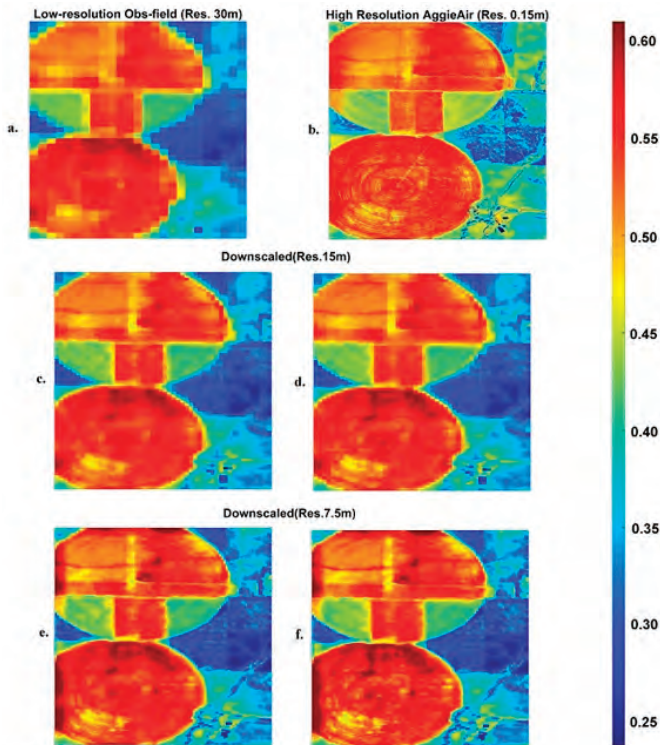 Low-resolution Obs-field (Res. 30m)
High Resolution AggieAir (Res. 0.15m)
a.
b.
Downscaled(Res.15m)
c.
d.
Downscaled(Res.7.5m)
e.
f.
0.60
0.55
0.50
0.45
0.40
0.35
0.30
0.25